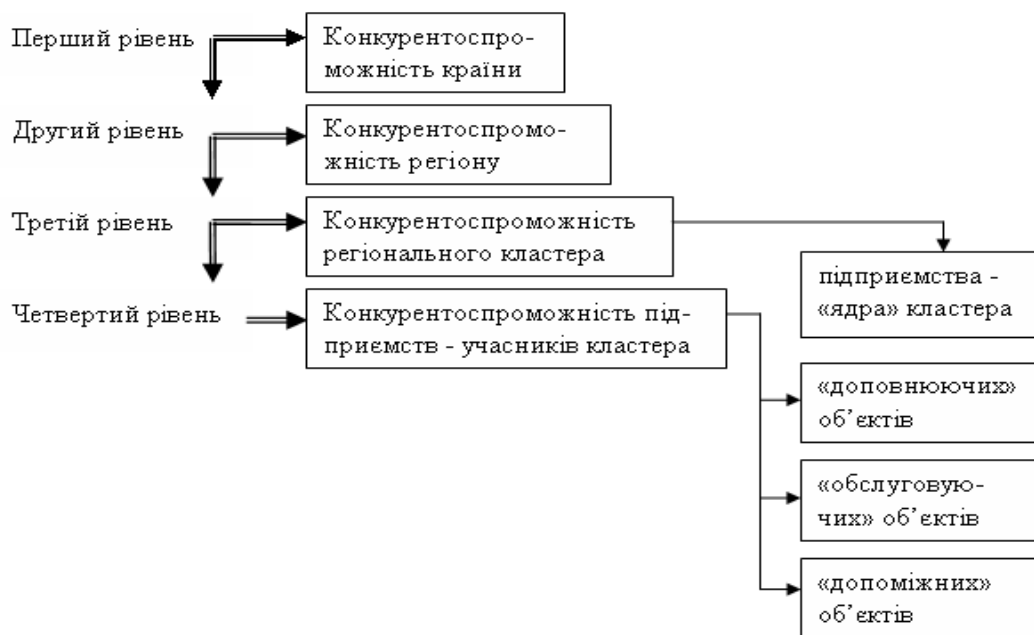 Перший рівень
Конкурентоспро-
можність країни
Другий рівень
Конкурентоспромо-
жність регіону
Третій рівень
Конкурентоспроможність
регіонального кластера
підприємства -
«ядра» кластера
Четвертий рівень
Конкурентоспроможність під-
приємств - учасників кластера
«доповнюючих»
об’єктів
«обслуговую-
чих» об’єктів
«допоміжних»
об’єктів